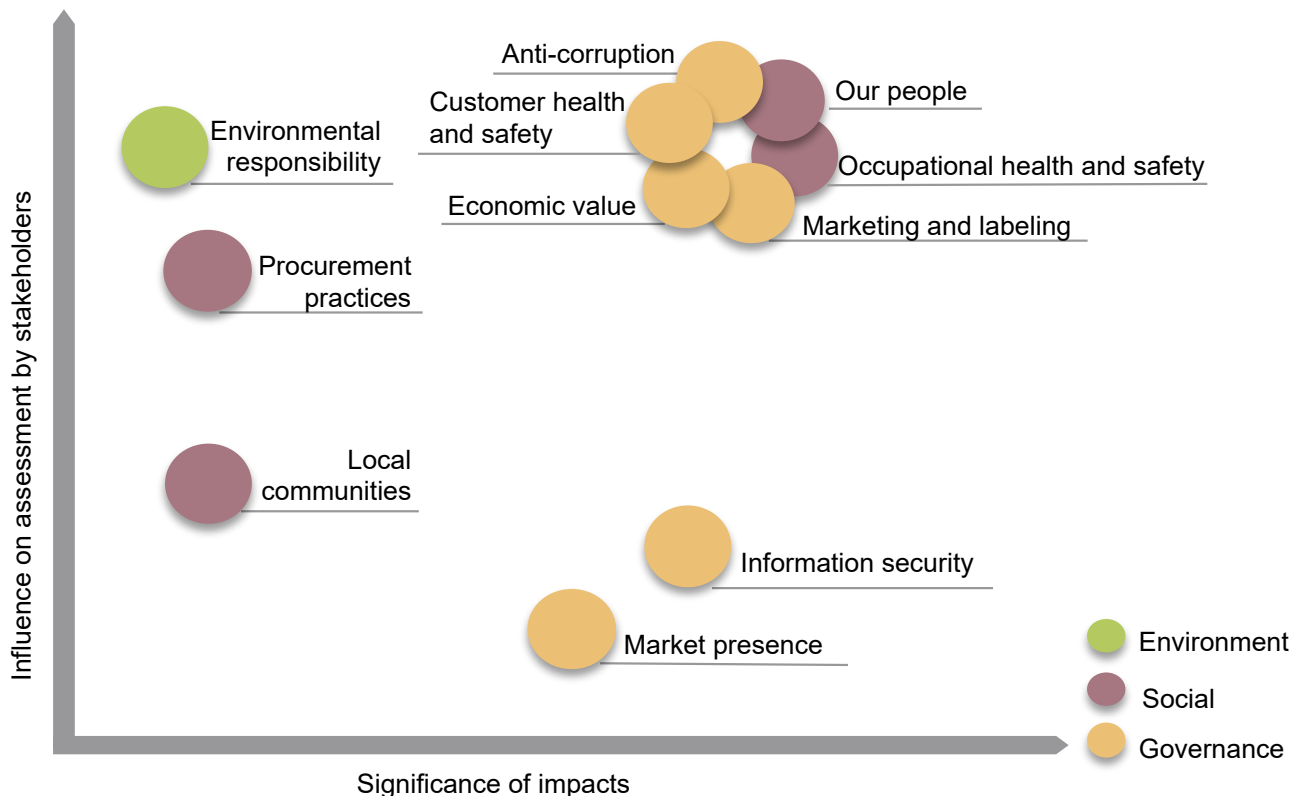 Anti-corruption
Our people
Customer health
and safety
Environmental
responsibility
Occupational health and safety
Economic value
Marketing and labeling
Procurement
practices
Local
communities
Information security
Market presence
Influence on assessment by stakeholders
Significance of impacts
Environment
Social
Governance